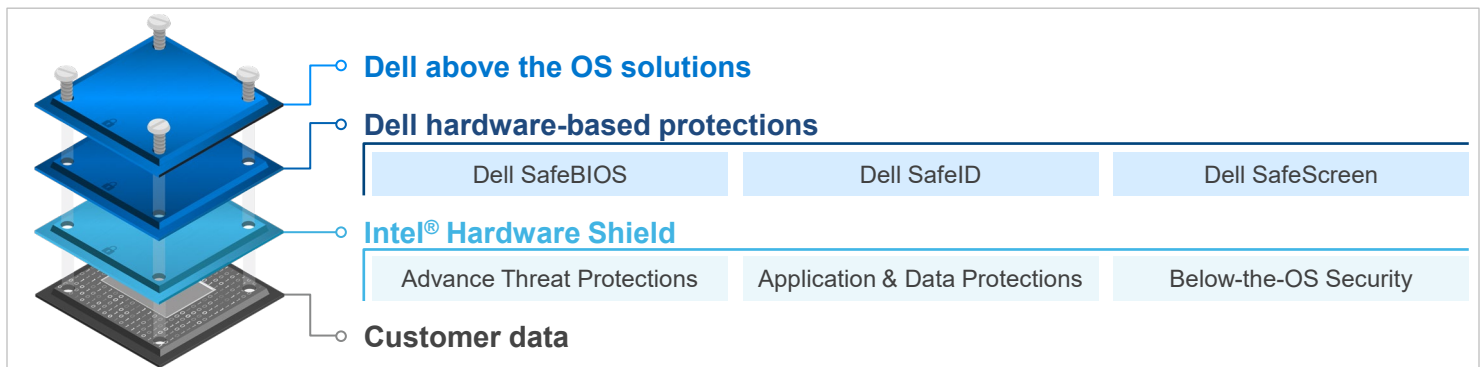 Dell above the OS solutions
Dell hardware-based protections
Dell SafeBIOS
Dell SafeID
Dell SafeScreen
Intel® Hardware Shield
Advance Threat Protections
Application & Data Protections
Below-the-OS Security
Customer data